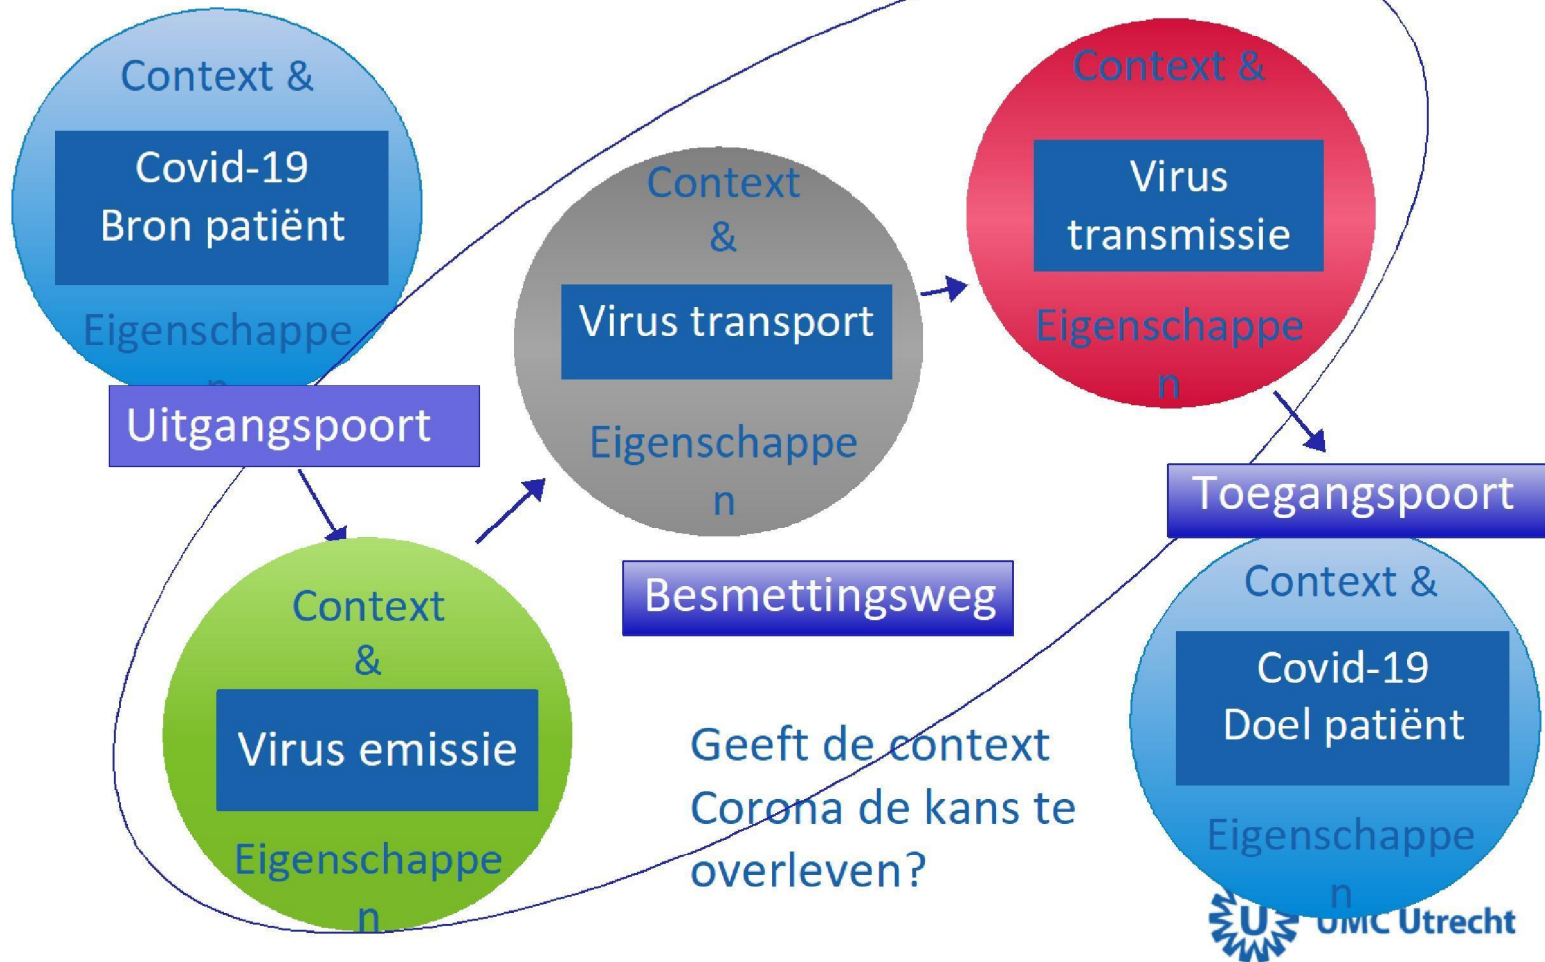 Context &
Covid-19
Bron patiënt
Eigenschappe
n
Uitgangspoort
Context
&
Virus emissie
Eigenschappe
n
Context
&
Virus transport
Eigenschappe
n
Besmettingsweg
Context &
Virus
transmissie
Eigenschappe
n
Toegangspoort
Context &
Covid-19
Doel patiënt
Eigenschappe
n
Geeft de context
Corona de kans te
overleven?
U
UMC Utrecht